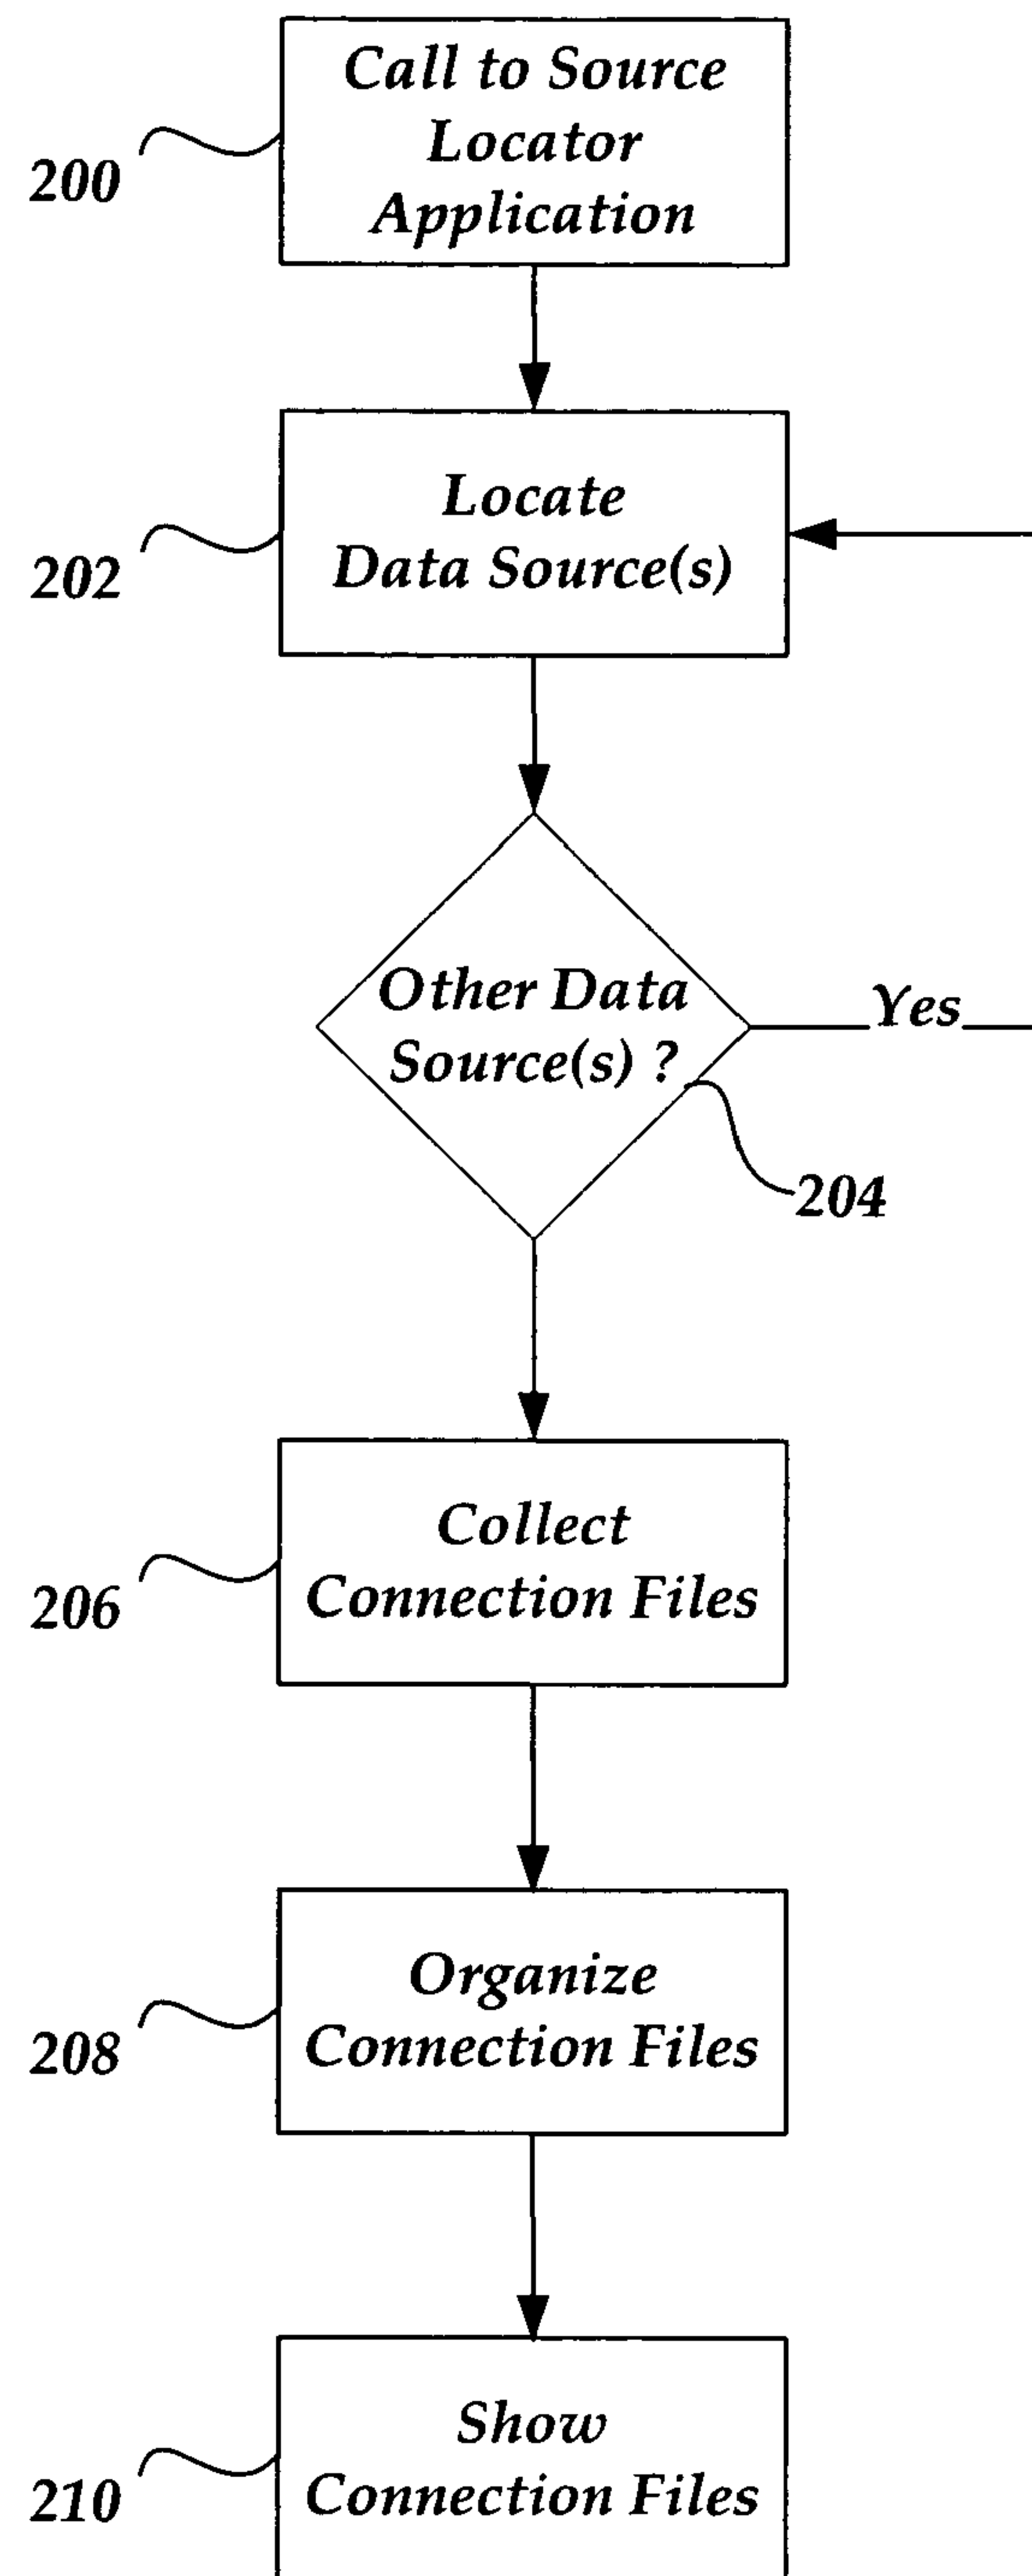 Call to Source
Locator
Application
200
Locate
Data Source(s)
202
Other Data
Source(s) ?
Yes
204
Collect
Connection Files
206
Organize
Connection Files
208
Show
Connection Files
210